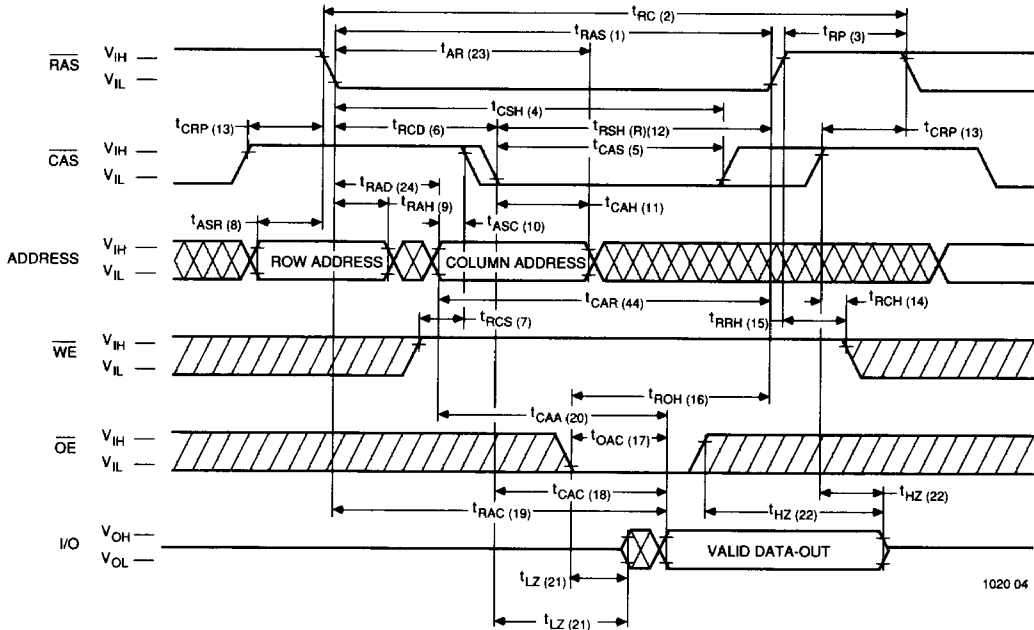 tRC (2)
tRAS (1)
tRP (3)
tAR (23)
RAS
VIH
VIL
tCSH (4)
tCRP (13)
tRCD (6)
tRSH (R)(12)
tCRP (13)
CAS
VIH
VIL
tCAS (5)
tRAD (24)
tRAH (9)
tCAH (11)
tASR (8)
tASC (10)
ADDRESS
VIH
VIL
ROW ADDRESS
COLUMN ADDRESS
tCAR (44)
tRCH (14)
tRCS (7)
tRRH (15)
WE
VIH
VIL
tROH (16)
tCAA (20)
OE
VIH
VIL
tOAC (17)
tCAC (18)
tHZ (22)
tRAC (19)
tHZ (22)
I/O
VOH
VOL
VALID DATA-OUT
tLZ (21)
1020 04
tLZ (21)